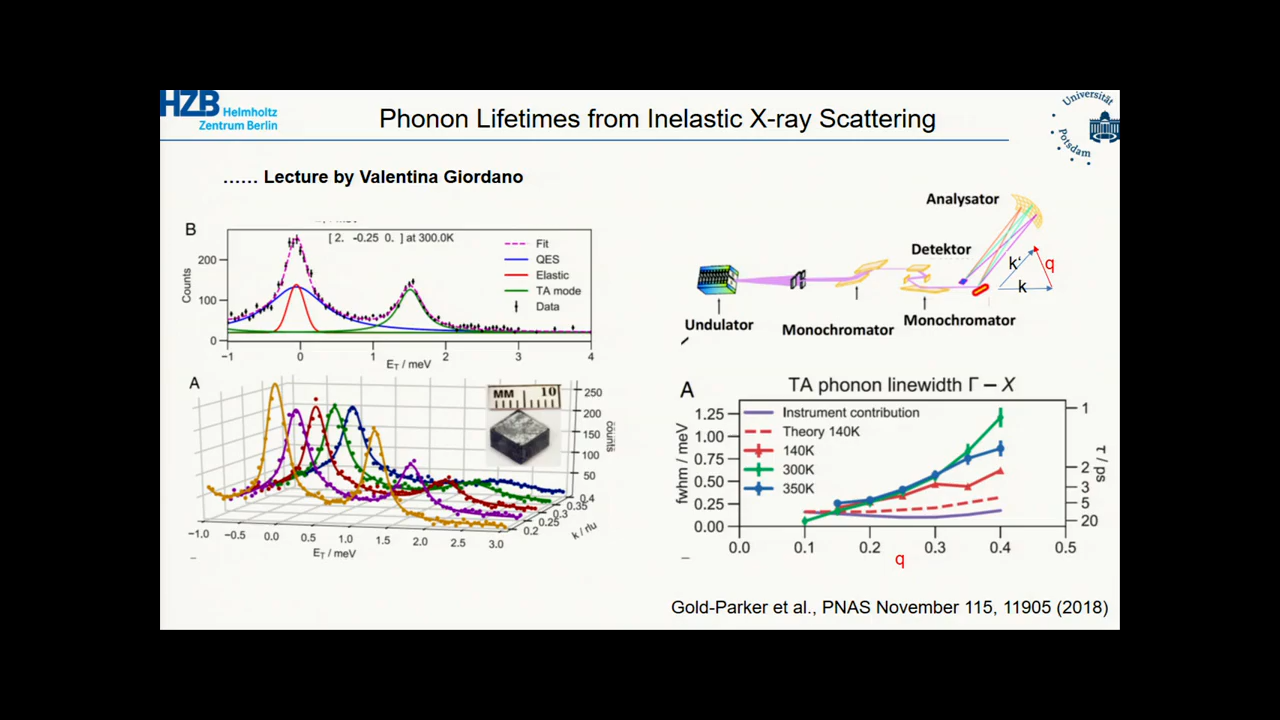 HZB Helmholtz
Zentrum Berlin
Phonon Lifetimes from Inelastic X-ray Scattering
Universität
Potsdam
...... Lecture by Valentina Giordano
B
[ 2. -0.25 0. ] at 300.0K
Fit
QES
Elastic
TA mode
Data
Counts
200
100
0
−1 0 1 2 3 4
E_T / meV
Analysator
Detektor
k'
q
k
Undulator
Monochromator
Monochromator
A
MM 10
250
200
150
100
50
counts
0.4
0.35
0.3
0.25
0.2
k / rlu
−1.0 −0.5 0.0 0.5 1.0 1.5 2.0 2.5 3.0
E_T / meV
A
TA phonon linewidth Γ – X
Instrument contribution
Theory 140K
140K
300K
350K
fwhm / meV
1.25
1.00
0.75
0.50
0.25
0.00
1
2
3
5
20
τ / ps
0.0 0.1 0.2 0.3 0.4 0.5
q
Gold-Parker et al., PNAS November 115, 11905 (2018)